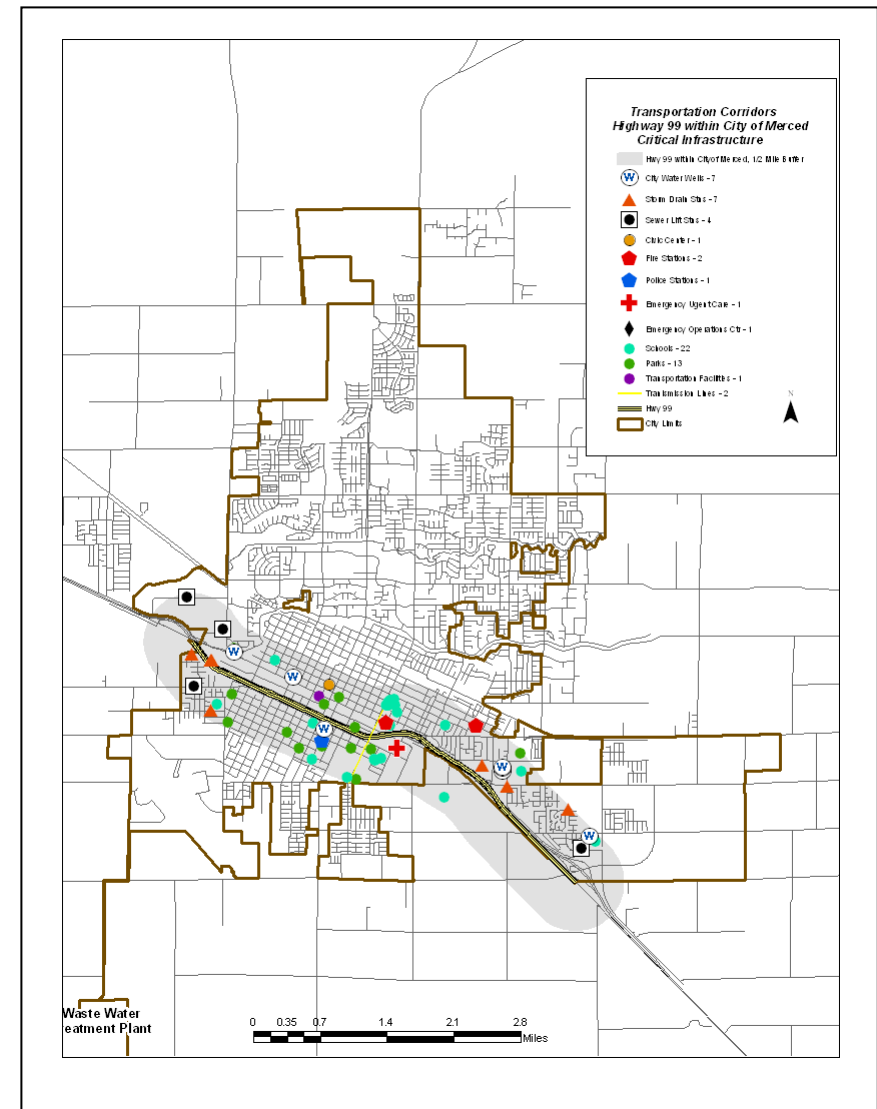 Transportation Corridors
Highway 99 within City of Merced
Critical Infrastructure
Hwy 99 within City of Merced, 1/2 Mile Buffer
W City Water Wells - 7
Storm Drain Stns - 7
Sewer Lift Stns - 4
Civic Center - 1
Fire Stations - 2
Police Stations - 1
Emergency Ugent Care - 1
Emergency Operations Ctr - 1
Schools - 22
Parks - 13
Transportation Facilities - 1
Transmission Lines - 2
Hwy 99
City Limits
N
W
W
W
W
W
Waste Water
eatment Plant
0 0.35 0.7 1.4 2.1 2.8
Miles